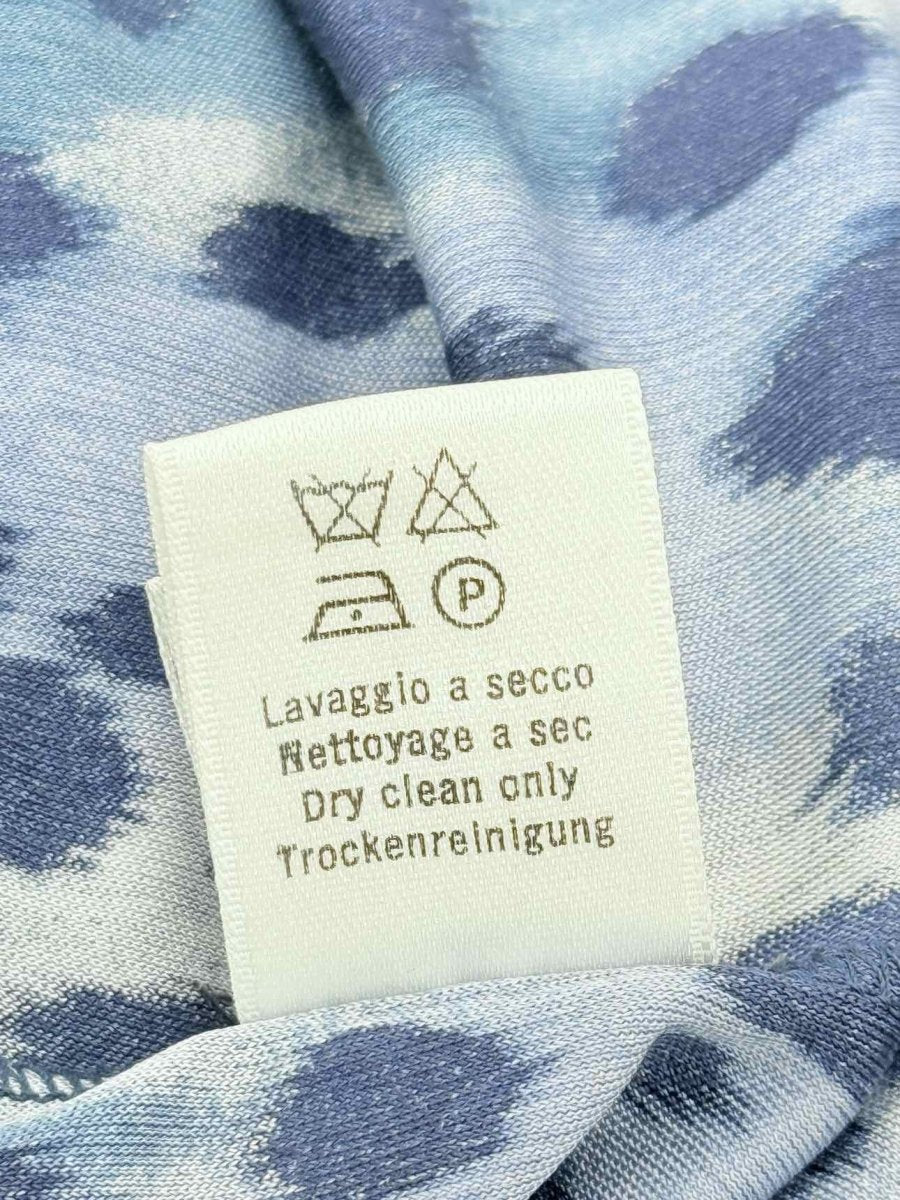 P
Lavaggio a secco
Nettoyage a sec
Dry clean only
Trockenreinigung